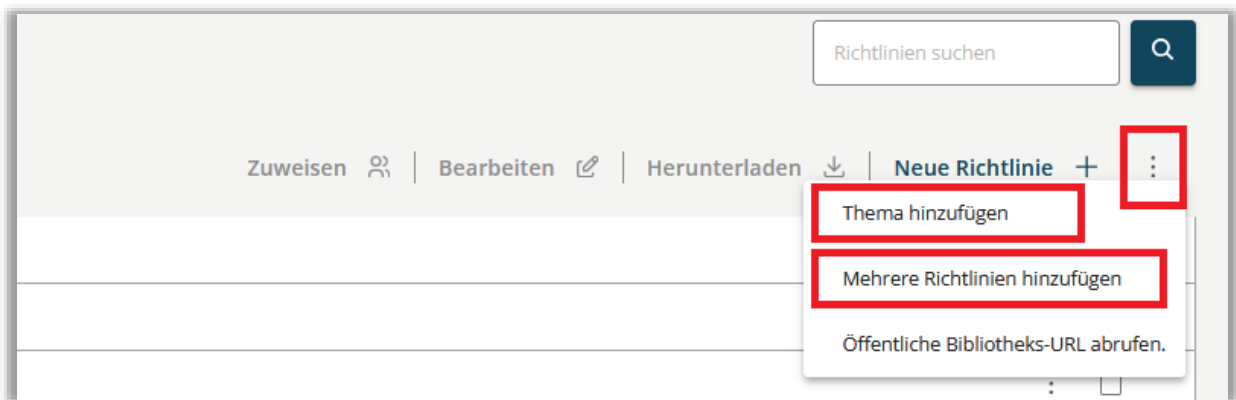 Richtlinien suchen
Zuweisen Bearbeiten Herunterladen Neue Richtlinie +
Thema hinzufügen
Mehrere Richtlinien hinzufügen
Öffentliche Bibliotheks-URL abrufen.